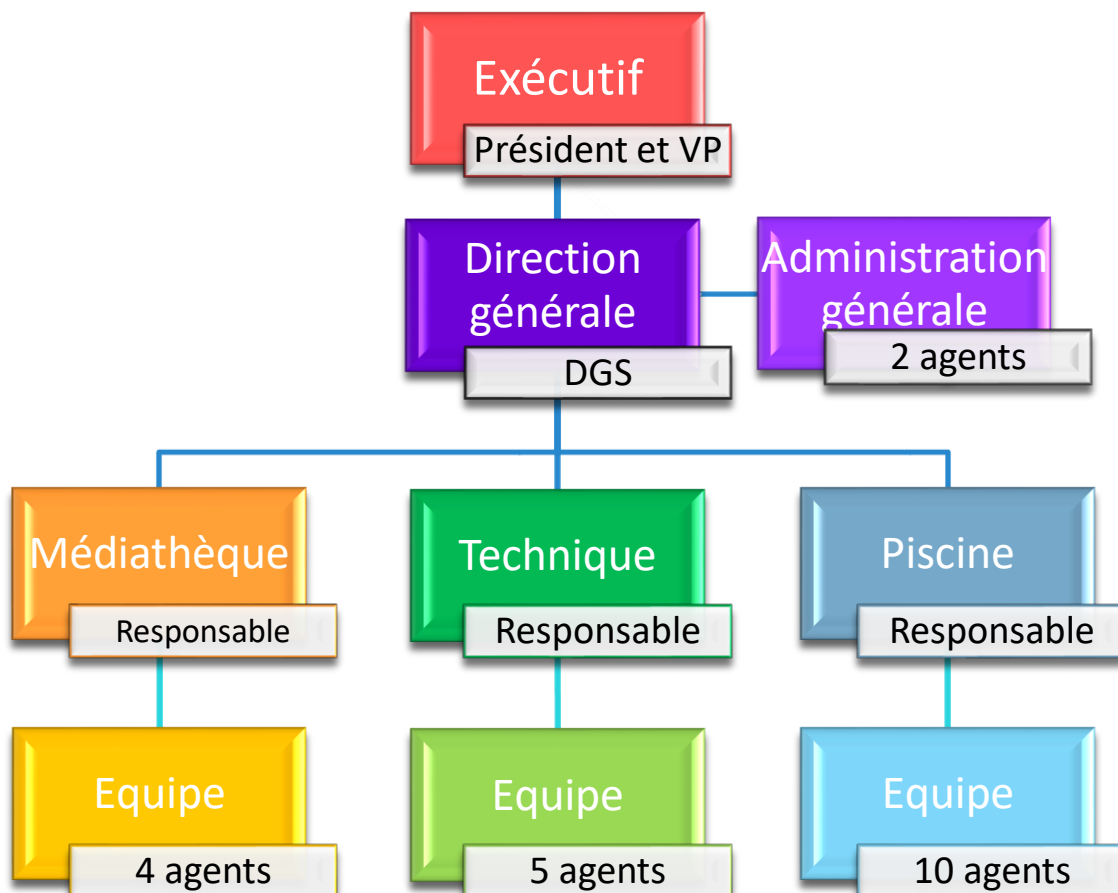 Exécutif
Président et VP
Direction
générale
DGS
Administration
générale
2 agents
Médiathèque
Responsable
Technique
Responsable
Piscine
Responsable
Equipe
4 agents
Equipe
5 agents
Equipe
10 agents